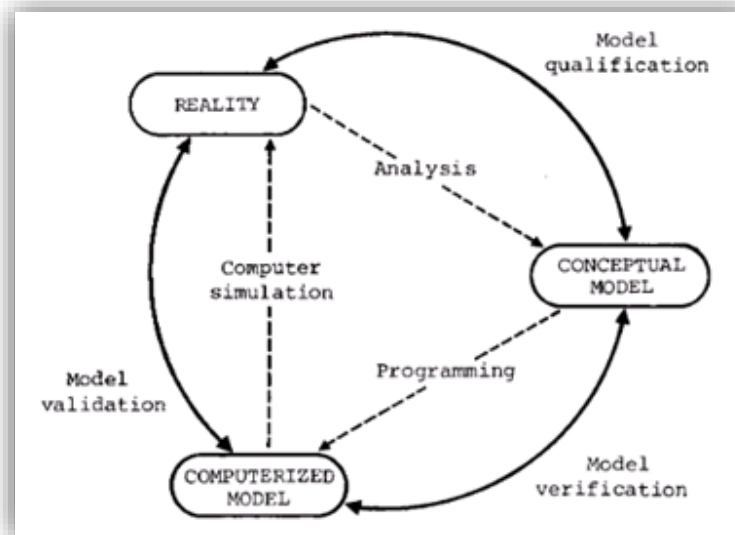 Model
qualification
REALITY
Analysis
CONCEPTUAL
MODEL
Computer
simulation
Programming
Model
validation
COMPUTERIZED
MODEL
Model
verification